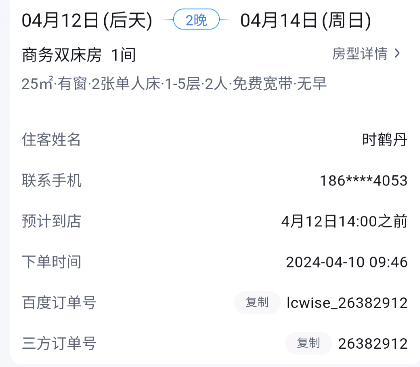 04月12日(后天) 2晚 04月14日(周日)
商务双床房 1间 房型详情 >
25㎡·有窗·2张单人床·1-5层·2人·免费宽带·无早
住客姓名 时鹤丹
联系手机 186****4053
预计到店 4月12日14:00之前
下单时间 2024-04-10 09:46
百度订单号 复制 lcwise_26382912
三方订单号 复制 26382912